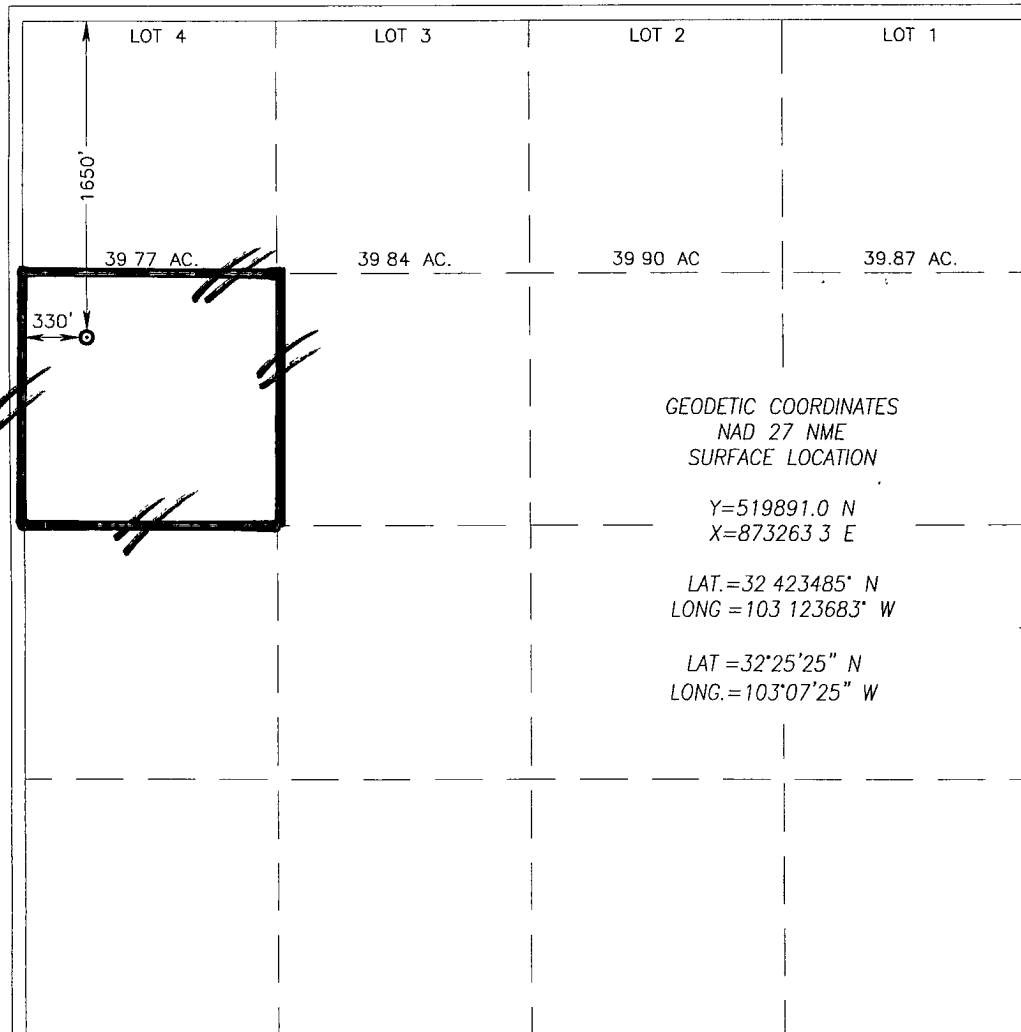 LOT 4 LOT 3 LOT 2 LOT 1
1650'
39 77 AC. 39 84 AC. 39 90 AC 39.87 AC.
330'
GEODETIC COORDINATES
NAD 27 NME
SURFACE LOCATION
Y=519891.0 N
X=873263 3 E
LAT.=32 423485° N
LONG =103 123683° W
LAT =32°25'25" N
LONG.=103°07'25" W